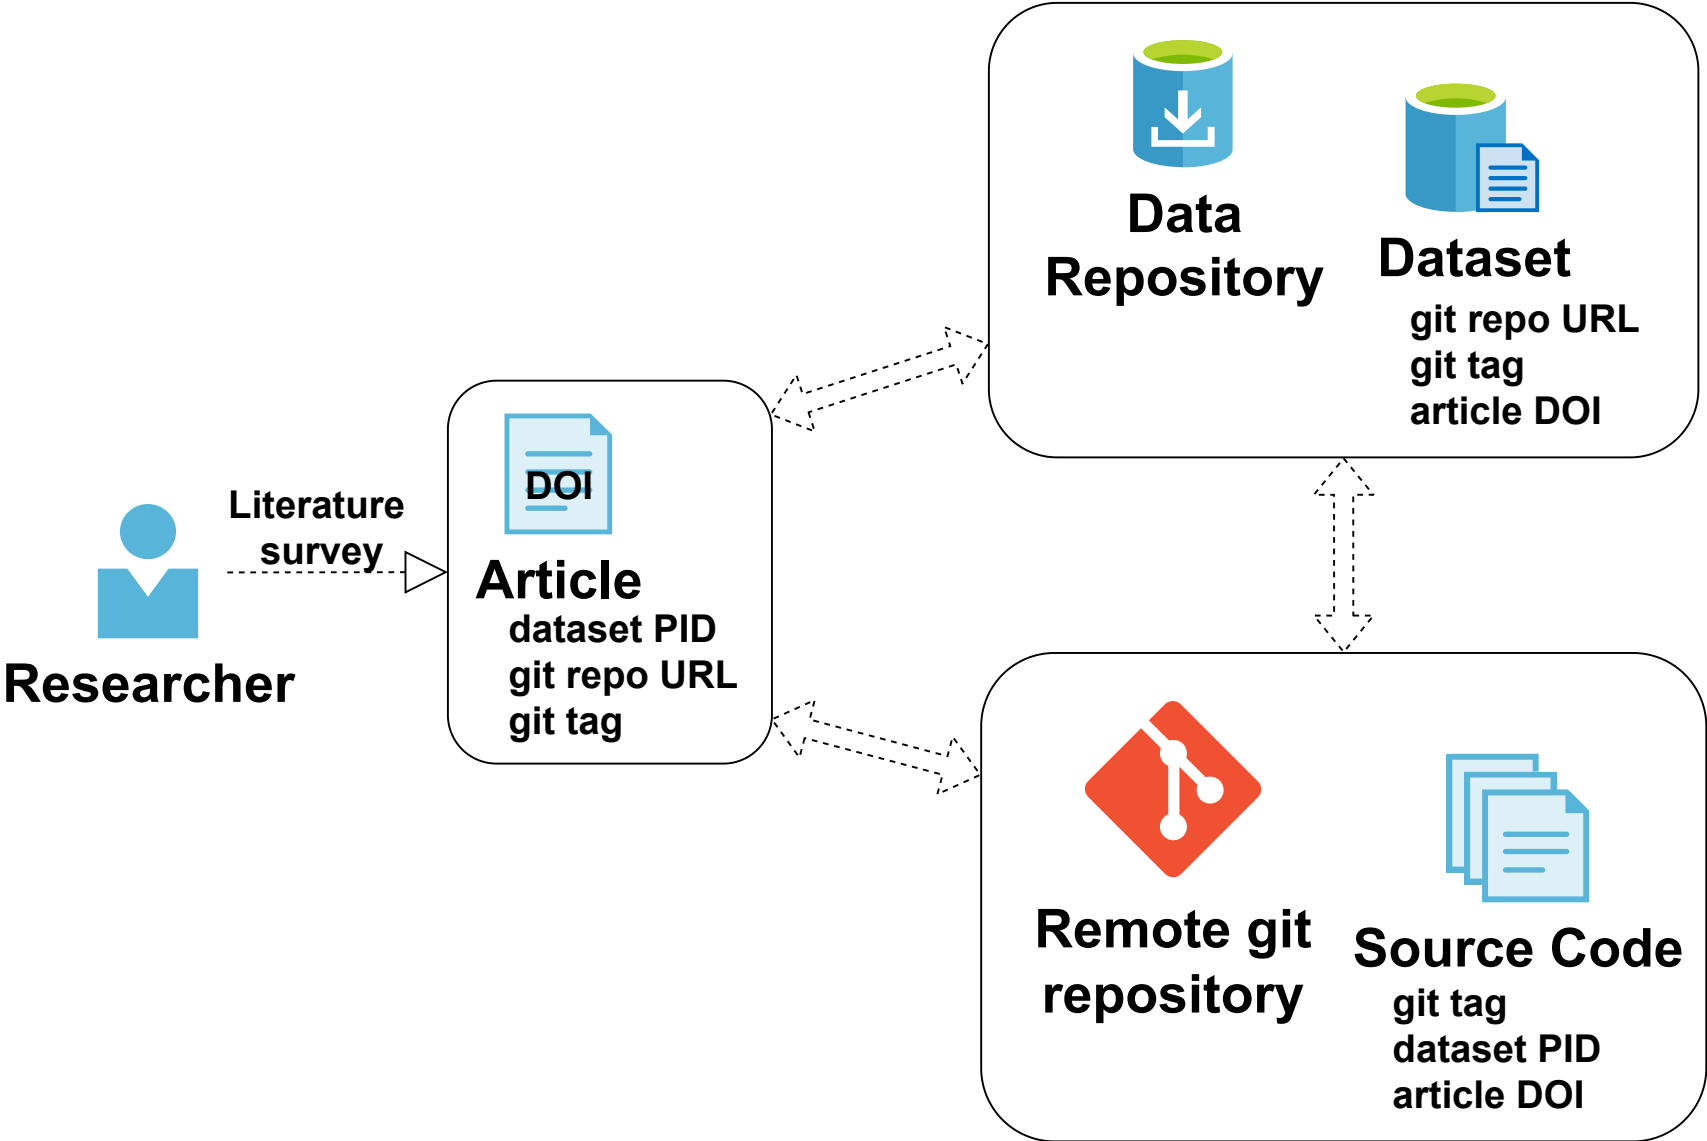 Data
Repository
Dataset
git repo URL
git tag
article DOI
Literature
survey
Researcher
DOI
Article
dataset PID
git repo URL
git tag
Remote git
repository
Source Code
git tag
dataset PID
article DOI